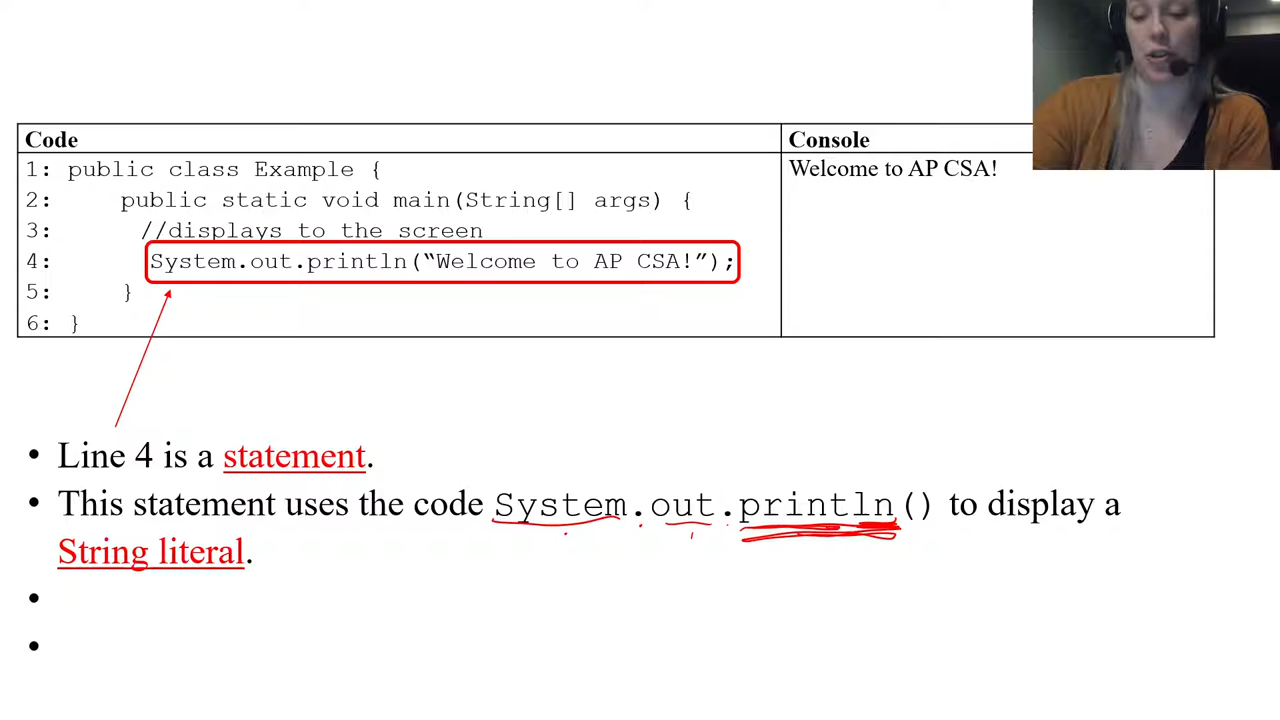 Code Console
1: public class Example { Welcome to AP CSA!
2: public static void main(String[] args) {
3: //displays to the screen
4: System.out.println(“Welcome to AP CSA!”);
5: }
6: }
• Line 4 is a statement.
• This statement uses the code System.out.println() to display a
String literal.
•
•